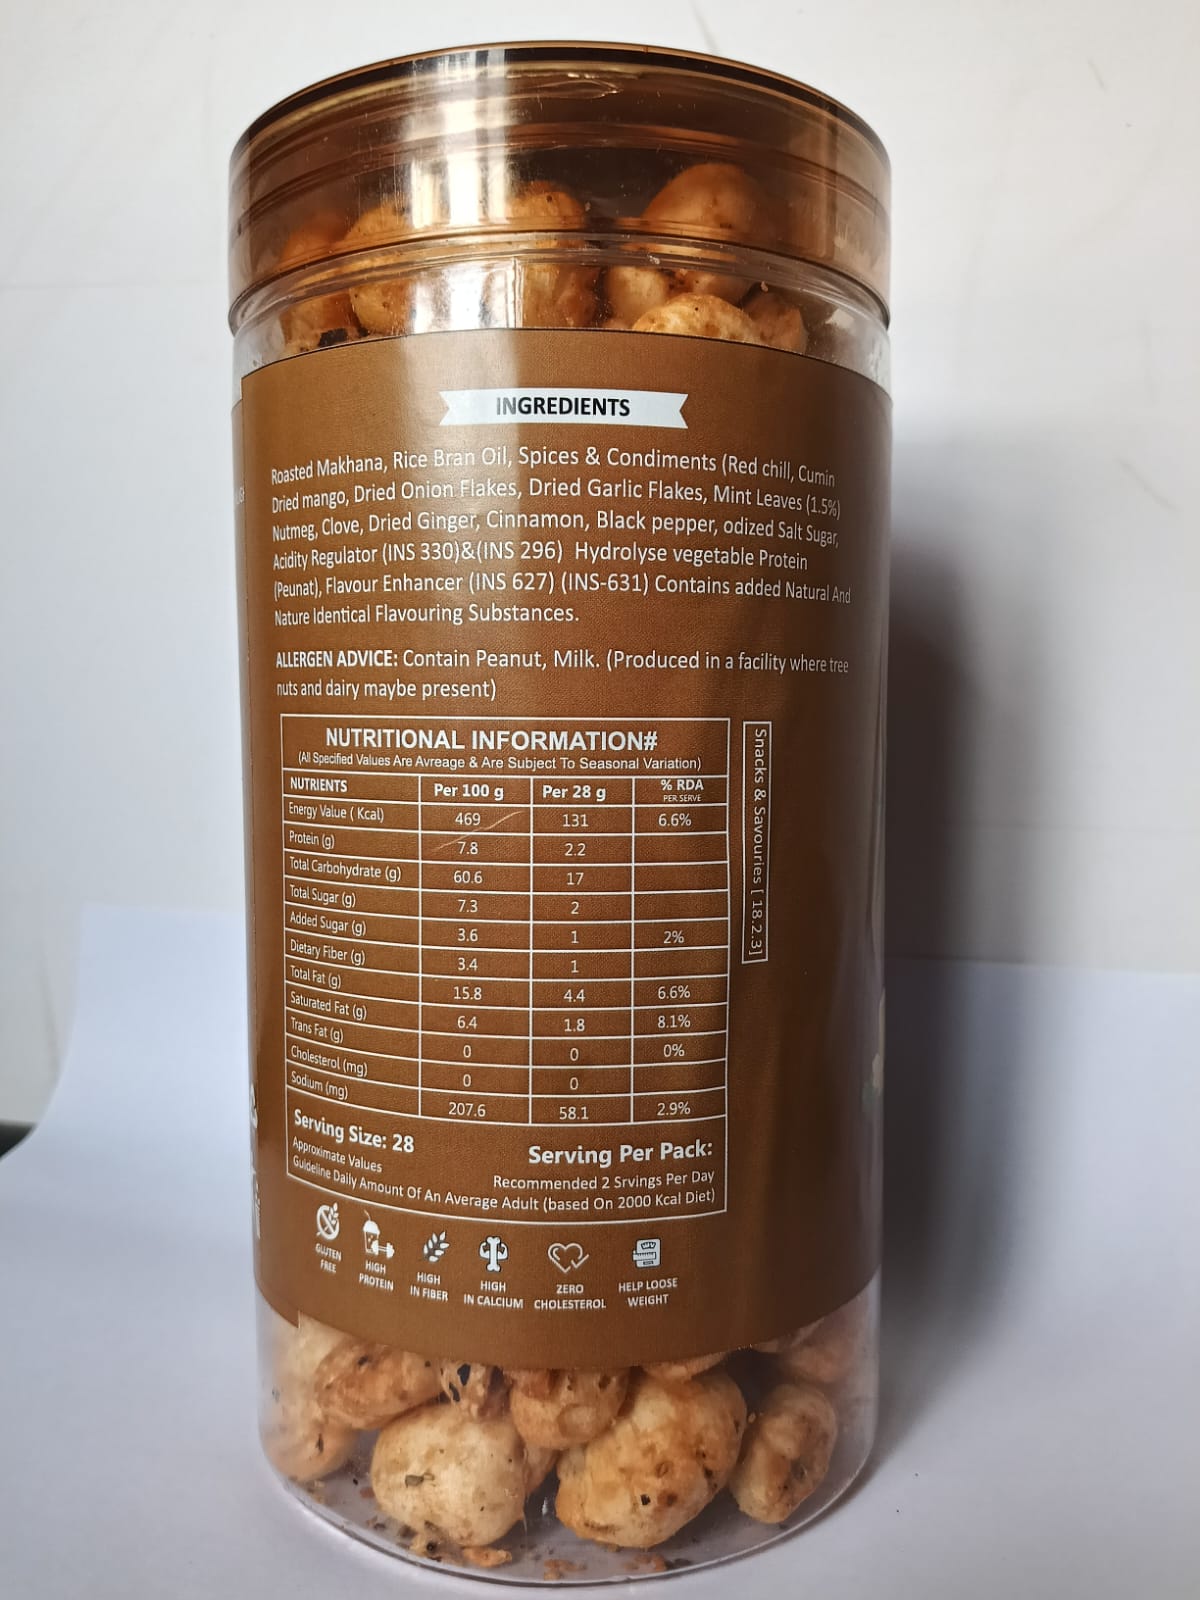 INGREDIENTS
Roasted Makhana, Rice Bran Oil, Spices & Condiments (Red chill, Cumin
Dried mango, Dried Onion Flakes, Dried Garlic Flakes, Mint Leaves (1.5%)
Nutmeg, Clove, Dried Ginger, Cinnamon, Black pepper, odized Salt Sugar,
Acidity Regulator (INS 330)&(INS 296) Hydrolyse vegetable Protein
(Peunat), Flavour Enhancer (INS 627) (INS-631) Contains added Natural And
Nature Identical Flavouring Substances.
ALLERGEN ADVICE: Contain Peanut, Milk. (Produced in a facility where tree
nuts and dairy maybe present)
NUTRITIONAL INFORMATION#
(All Specified Values Are Avreage & Are Subject To Seasonal Variation)
NUTRIENTS Per 100 g Per 28 g % RDA PER SERVE
Energy Value ( Kcal) 469 131 6.6%
Protein (g) 7.8 2.2
Total Carbohydrate (g) 60.6 17
Total Sugar (g) 7.3 2
Added Sugar (g) 3.6 1 2%
Dietary Fiber (g) 3.4 1
Total Fat (g) 15.8 4.4 6.6%
Saturated Fat (g) 6.4 1.8 8.1%
Trans Fat (g) 0 0 0%
Cholesterol (mg) 0 0
Sodium (mg) 207.6 58.1 2.9%
Serving Size: 28 Serving Per Pack:
Approximate Values Recommended 2 Srvings Per Day
Guideline Daily Amount Of An Average Adult (based On 2000 Kcal Diet)
Snacks & Savouries [ 18.2.3]
GLUTEN FREE
HIGH PROTEIN
HIGH IN FIBER
HIGH IN CALCIUM
ZERO CHOLESTEROL
HELP LOOSE WEIGHT